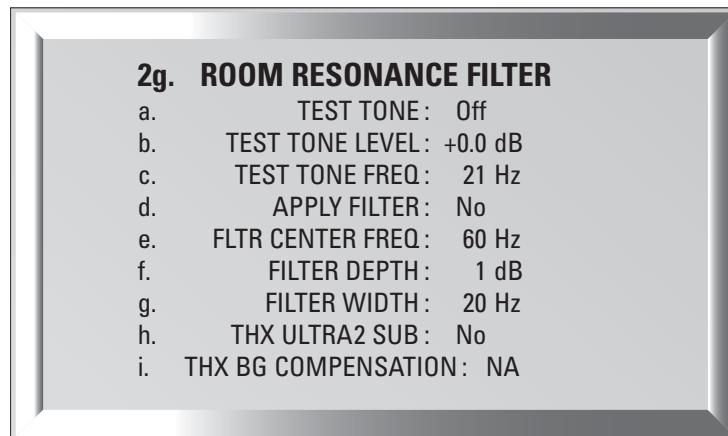 2g. ROOM RESONANCE FILTER
a. TEST TONE: Off
b. TEST TONE LEVEL: +0.0 dB
c. TEST TONE FREQ: 21 Hz
d. APPLY FILTER: No
e. FLTR CENTER FREQ: 60 Hz
f. FILTER DEPTH: 1 dB
g. FILTER WIDTH: 20 Hz
h. THX ULTRA2 SUB: No
i. THX BG COMPENSATION: NA